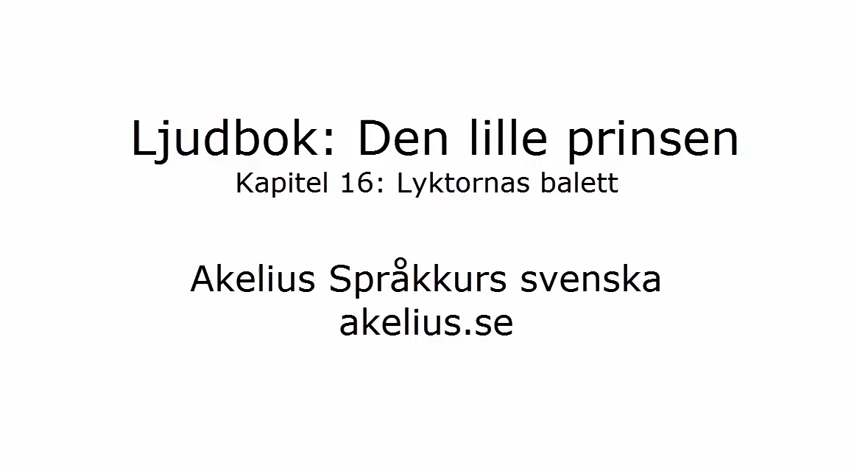 Ljudbok: Den lille prinsen
Kapitel 16: Lyktornas balett
Akelius Språkkurs svenska
akelius.se